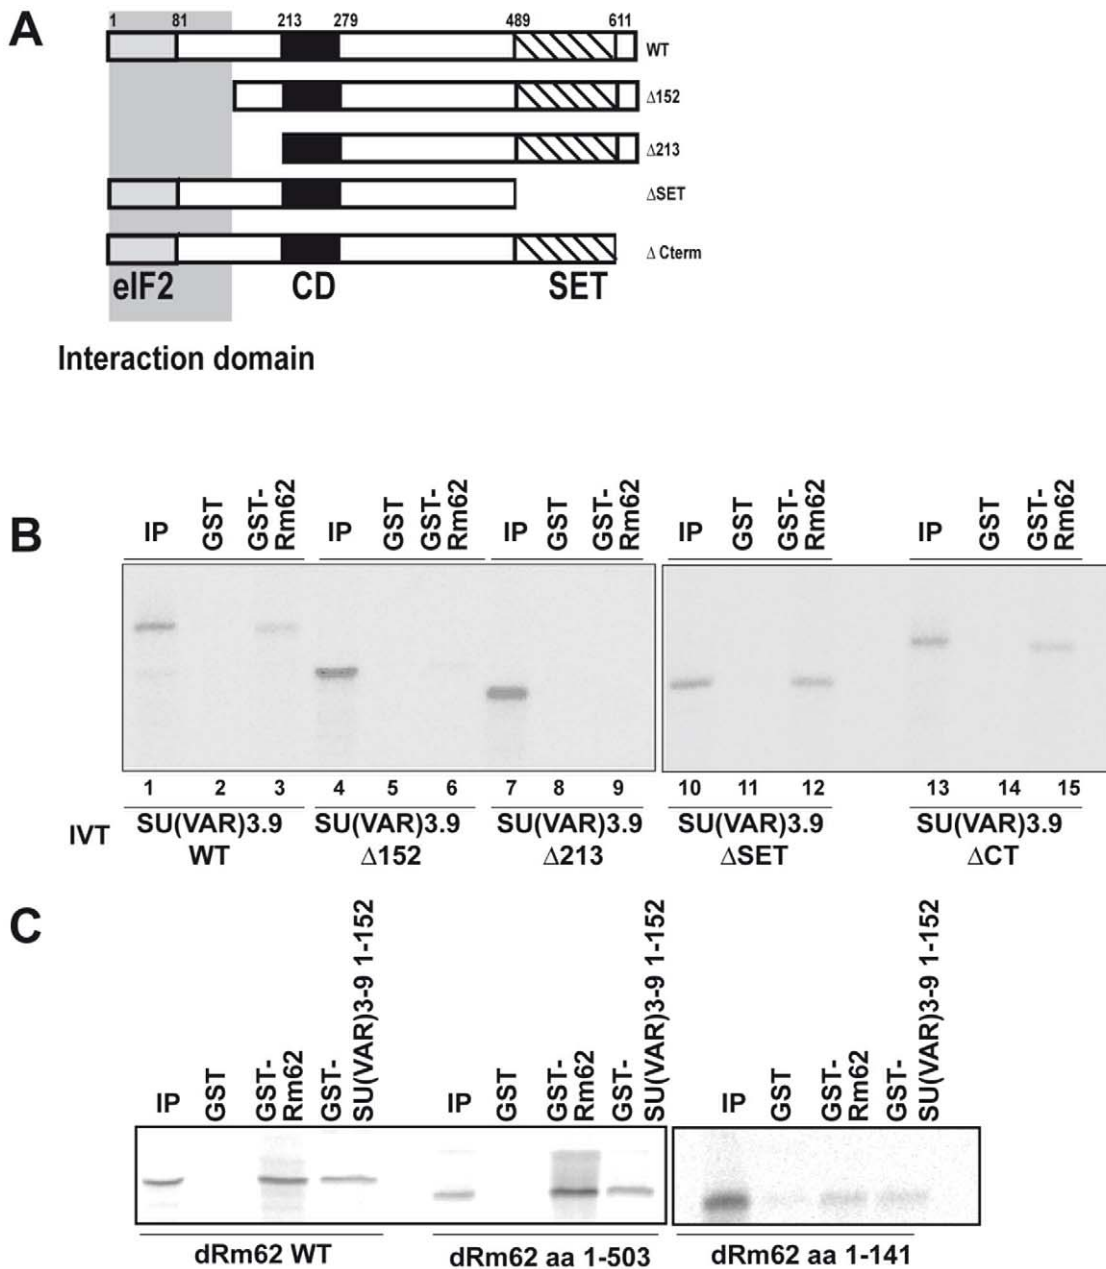 A
1 81 213 279 489 611
WT
Δ152
Δ213
ΔSET
Δ Cterm
eIF2 CD SET
Interaction domain
B
IP GST GST-Rm62 IP GST GST-Rm62 IP GST GST-Rm62 IP GST GST-Rm62 IP GST GST-Rm62
1 2 3 4 5 6 7 8 9 10 11 12 13 14 15
IVT
SU(VAR)3.9 SU(VAR)3.9 SU(VAR)3.9 SU(VAR)3.9 SU(VAR)3.9
WT Δ152 Δ213 ΔSET ΔCT
C
IP GST GST-Rm62 GST-SU(VAR)3-9 1-152 IP GST GST-Rm62 GST-SU(VAR)3-9 1-152 IP GST GST-Rm62 GST-SU(VAR)3-9 1-152
dRm62 WT dRm62 aa 1-503 dRm62 aa 1-141